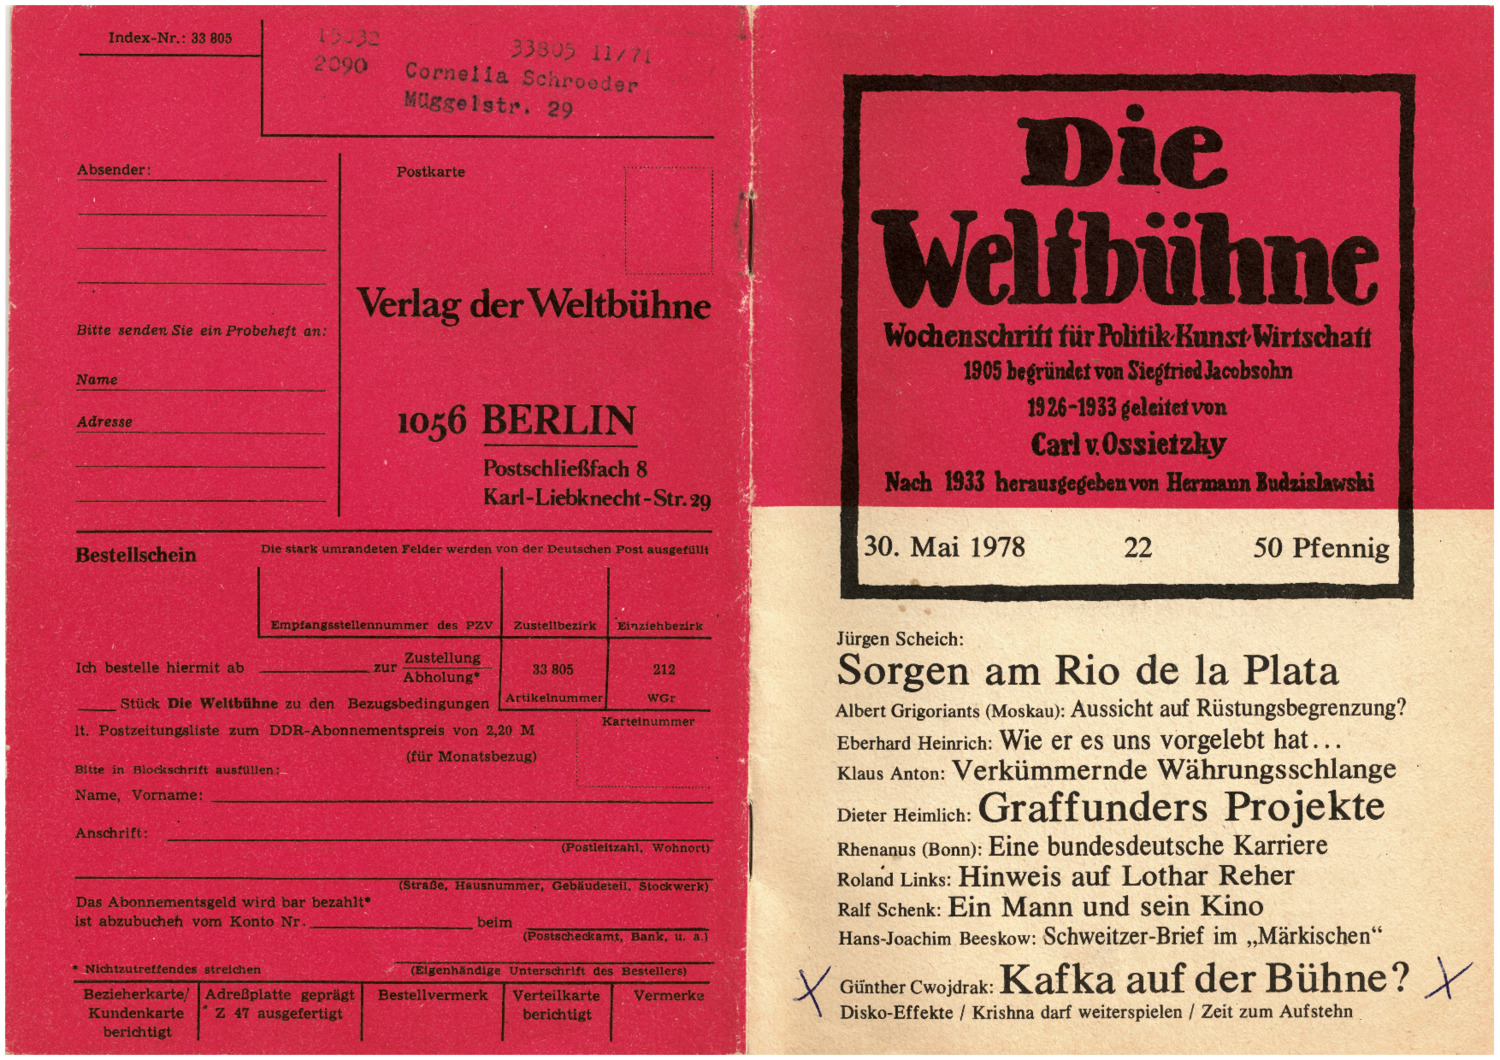 Index-Nr.: 33 805
15032
33805 11/71
2090 Cornelia Schroeder
Müggelstr. 29
Absender:
Postkarte
Verlag der Weltbühne
Bitte senden Sie ein Probeheft an:
Name
Adresse
1056 BERLIN
Postschließfach 8
Karl-Liebknecht-Str. 29
Bestellschein
Die stark umrandeten Felder werden von der Deutschen Post ausgefüllt
Empfangsstellennummer des PZV
Zustellbezirk
Einziehbezirk
Ich bestelle hiermit ab zur Zustellung
Abholung*
33 805
212
Artikelnummer
WGr
Stück Die Weltbühne zu den Bezugsbedingungen
lt. Postzeitungsliste zum DDR-Abonnementspreis von 2,20 M
Karteinummer
(für Monatsbezug)
Bitte in Blockschrift ausfüllen:
Name, Vorname:
Anschrift:
(Postleitzahl, Wohnort)
(Straße, Hausnummer, Gebäudeteil, Stockwerk)
Das Abonnementsgeld wird bar bezahlt*
ist abzubuchen vom Konto Nr. beim
(Postscheckamt, Bank, u. a.)
* Nichtzutreffendes streichen
(Eigenhändige Unterschrift des Bestellers)
Bezieherkarte/
Kundenkarte
berichtigt
Adreßplatte geprägt
Z 47 ausgefertigt
Bestellvermerk
Verteilkarte
berichtigt
Vermerke
Die
Weltbühne
Wochenschrift für Politik·Kunst·Wirtschaft
1905 begründet von Siegfried Jacobsohn
1926-1933 geleitet von
Carl v. Ossietzky
Nach 1933 herausgegeben von Hermann Budzislawski
30. Mai 1978 22 50 Pfennig
Jürgen Scheich:
Sorgen am Rio de la Plata
Albert Grigoriants (Moskau): Aussicht auf Rüstungsbegrenzung?
Eberhard Heinrich: Wie er es uns vorgelebt hat...
Klaus Anton: Verkümmernde Währungsschlange
Dieter Heimlich: Graffunders Projekte
Rhenanus (Bonn): Eine bundesdeutsche Karriere
Roland Links: Hinweis auf Lothar Reher
Ralf Schenk: Ein Mann und sein Kino
Hans-Joachim Beeskow: Schweitzer-Brief im „Märkischen“
X Günther Cwojdrak: Kafka auf der Bühne? X
Disko-Effekte / Krishna darf weiterspielen / Zeit zum Aufstehn